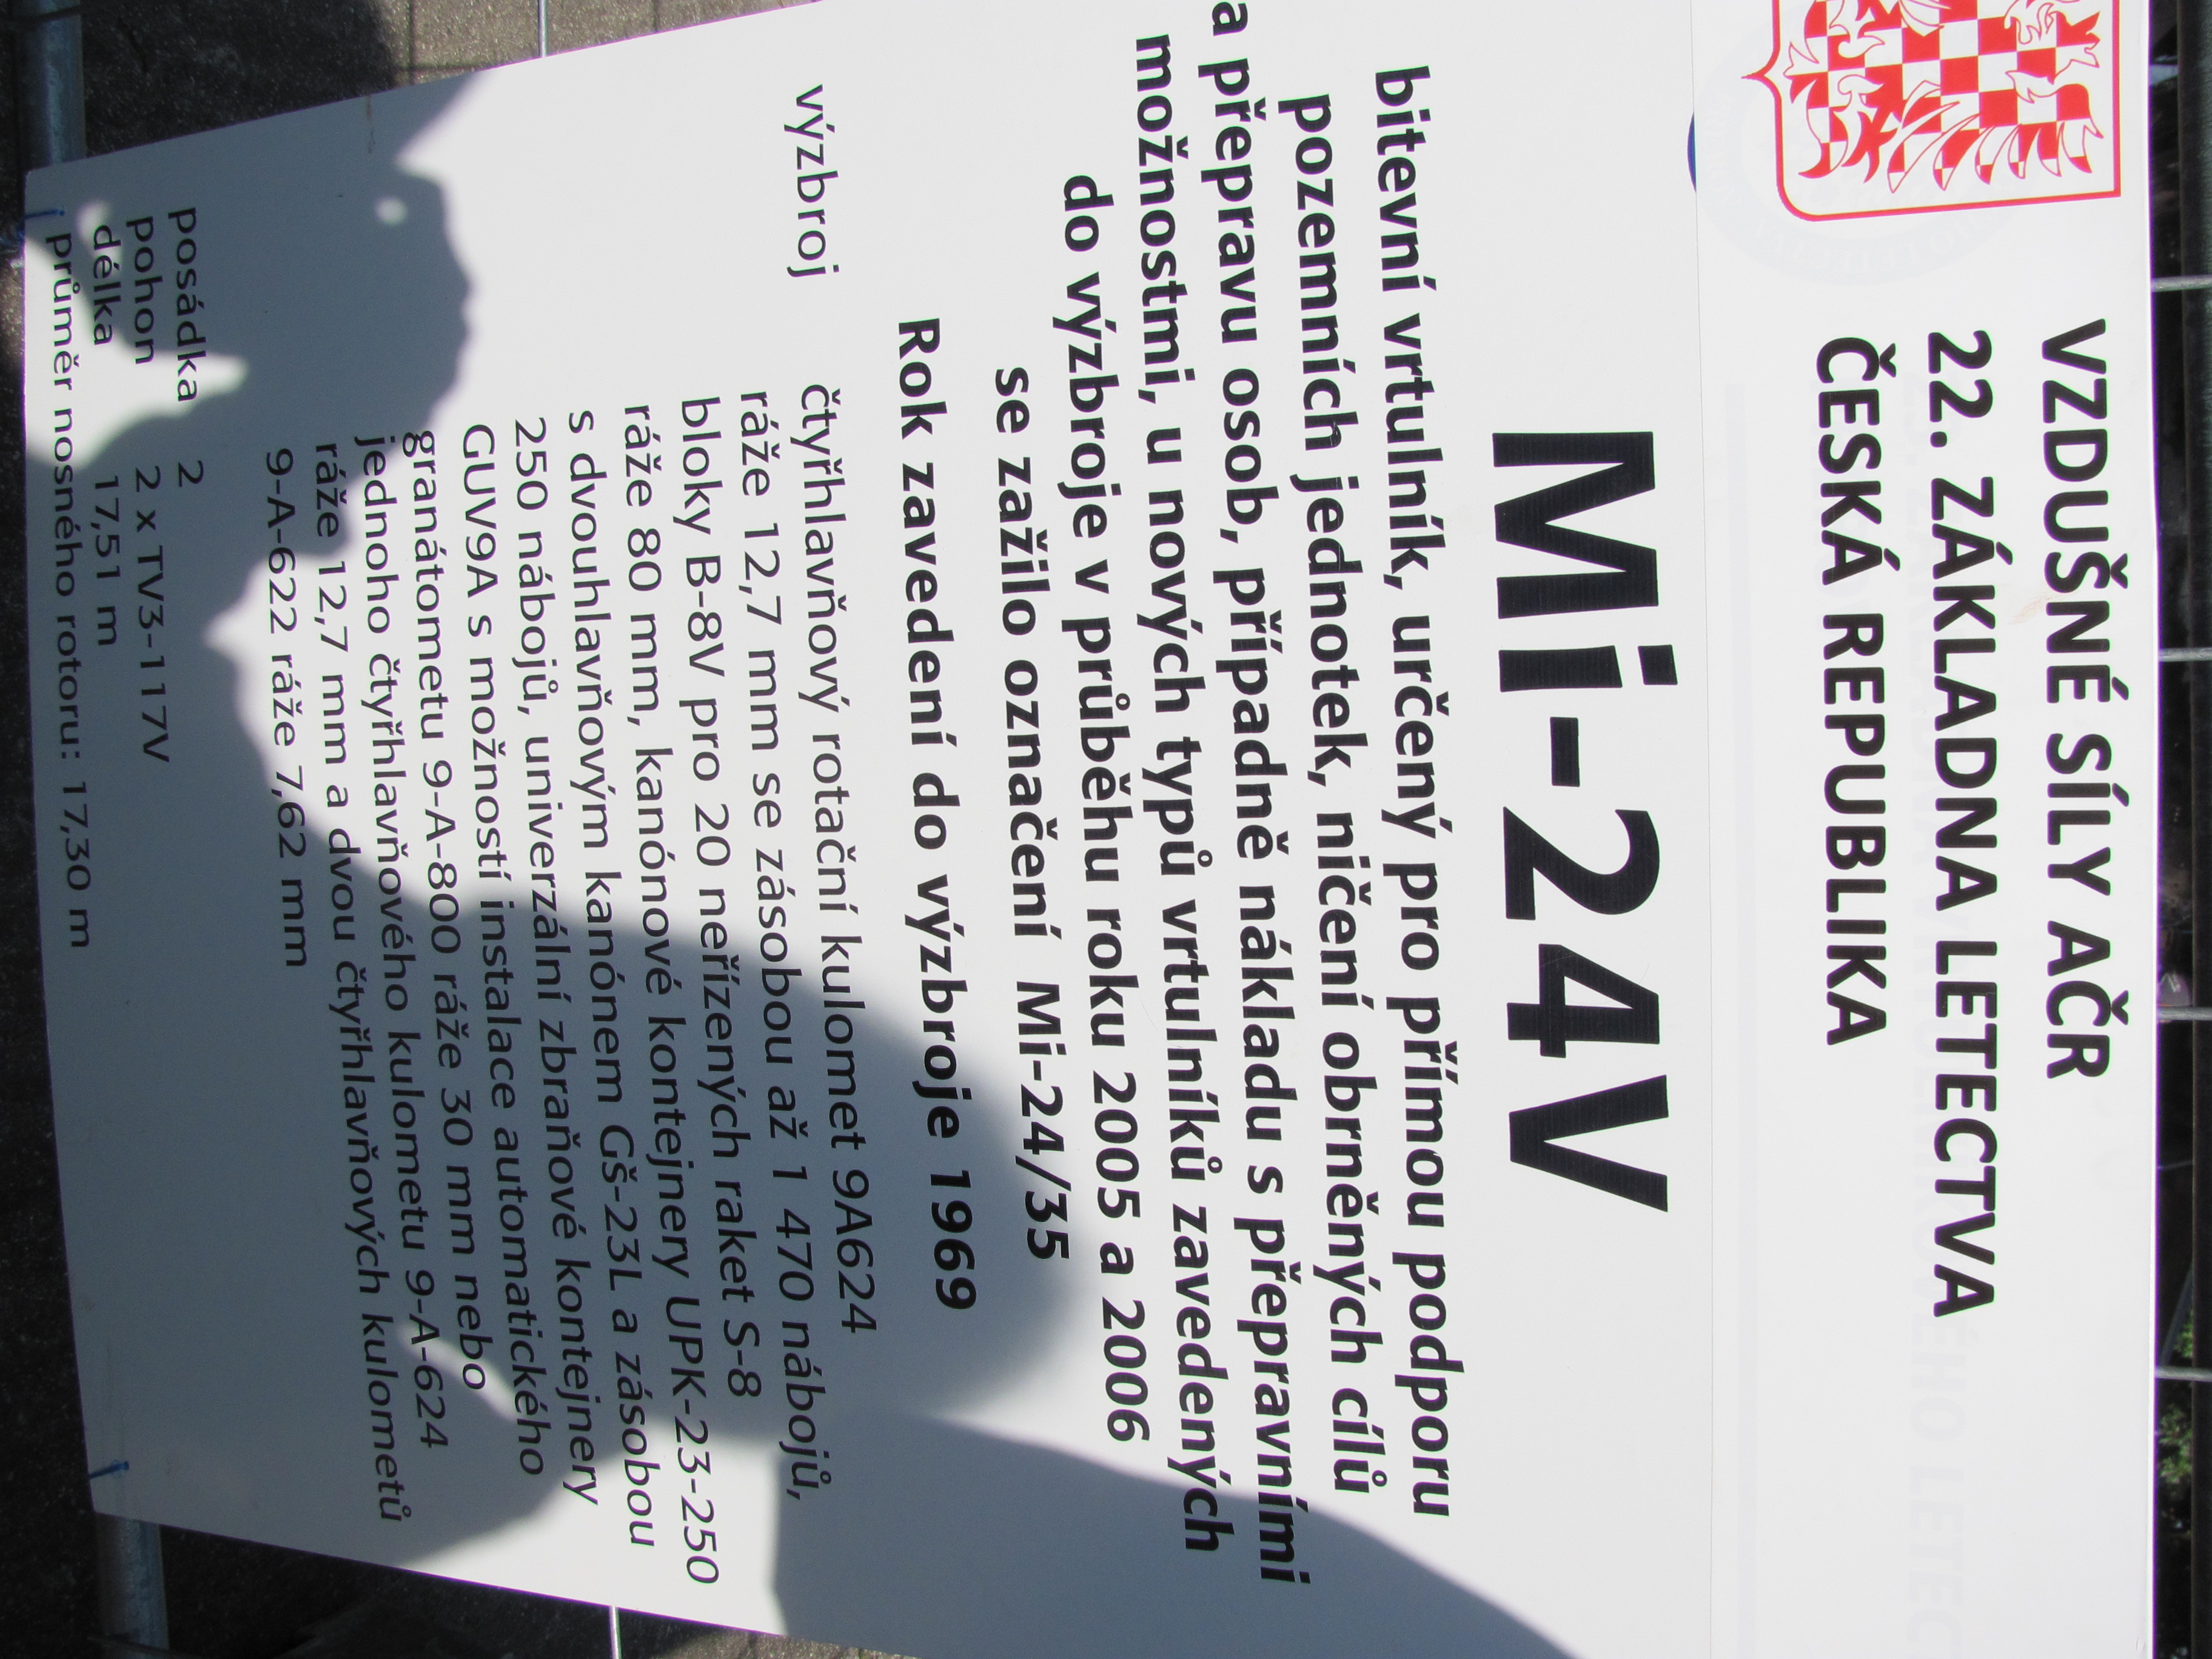 VZDUŠNÉ SÍLY AČR
22. ZÁKLADNA LETECTVA
ČESKÁ REPUBLIKA
Mi-24V
bitevní vrtulník, určený pro přímou podporu
pozemních jednotek, ničení obrněných cílů
a přepravu osob, případně nákladu s přepravními
možnostmi, u nových typů vrtulníků zavedených
do výzbroje v průběhu roku 2005 a 2006
se zažilo označení Mi-24/35
Rok zavedení do výzbroje 1969
výzbroj čtyřhlavňový rotační kulomet 9A624
ráže 12,7 mm se zásobou až 1 470 nábojů,
bloky B-8V pro 20 neřízených raket S-8
ráže 80 mm, kanónové kontejnery UPK-23-250
s dvouhlavňovým kanónem Gš-23L a zásobou
250 nábojů, univerzální zbraňové kontejnery
GUV9A s možností instalace automatického
granátometu 9-A-800 ráže 30 mm nebo
jednoho čtyřhlavňového kulometu 9-A-624
ráže 12,7 mm a dvou čtyřhlavňových kulometů
9-A-622 ráže 7,62 mm
posádka 2
pohon 2 x TV3-117V
délka 17,51 m
průměr nosného rotoru: 17,30 m